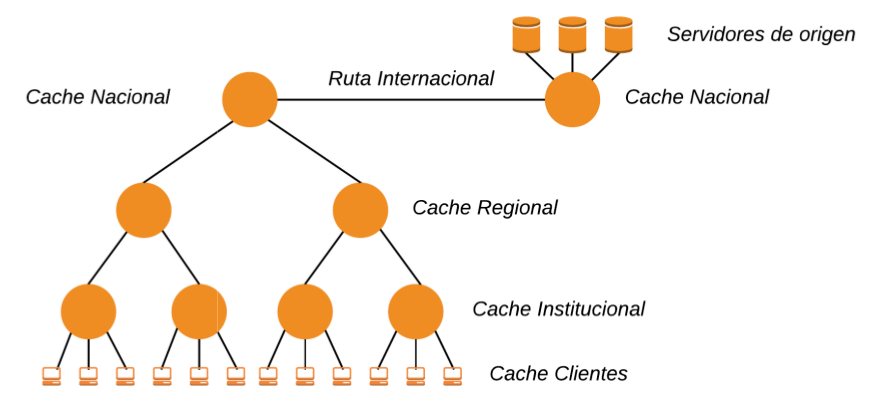 Servidores de origen
Ruta Internacional
Cache Nacional
Cache Nacional
Cache Regional
Cache Institucional
Cache Clientes